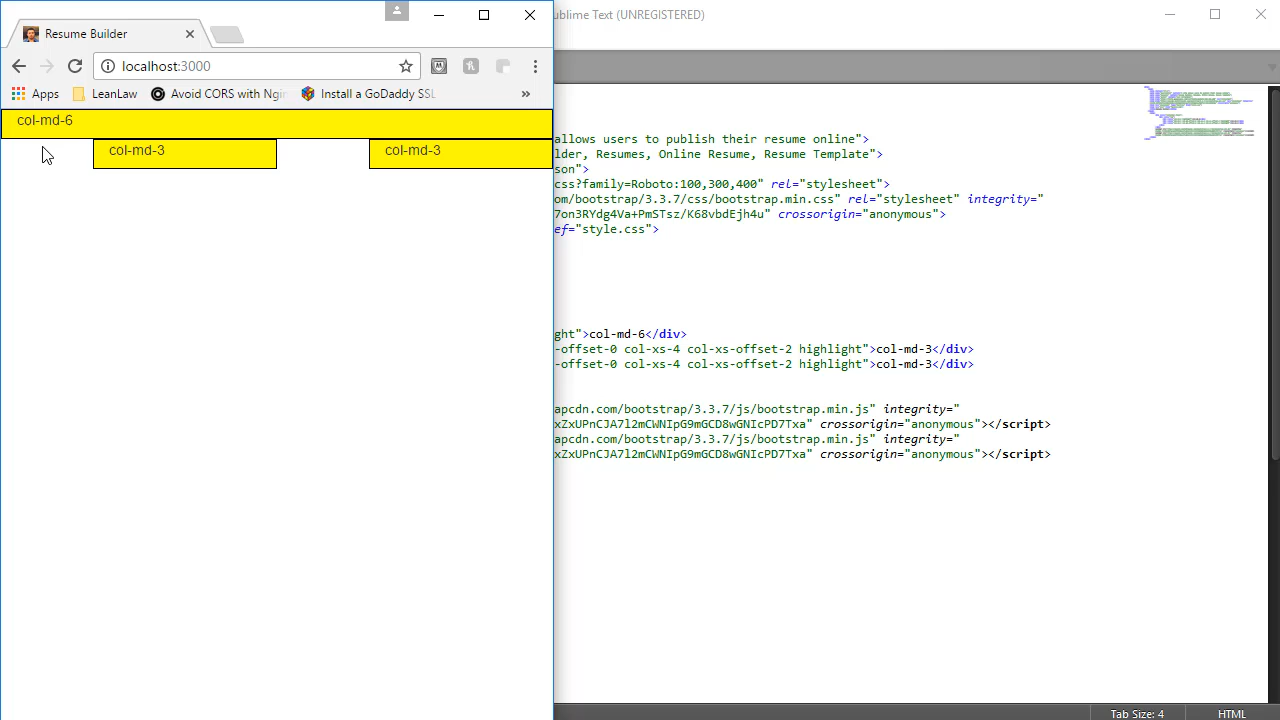 Resume Builder
localhost:3000
Apps
LeanLaw
Avoid CORS with Ngin
Install a GoDaddy SSL
»
col-md-6
col-md-3
col-md-3
ublime Text (UNREGISTERED)
allows users to publish their resume online">
lder, Resumes, Online Resume, Resume Template">
son">
css?family=Roboto:100,300,400" rel="stylesheet">
om/bootstrap/3.3.7/css/bootstrap.min.css" rel="stylesheet" integrity="
7on3RYdg4Va+PmSTsz/K68vbdEjh4u" crossorigin="anonymous">
ef="style.css">
ght">col-md-6</div>
-offset-0 col-xs-4 col-xs-offset-2 highlight">col-md-3</div>
-offset-0 col-xs-4 col-xs-offset-2 highlight">col-md-3</div>
apcdn.com/bootstrap/3.3.7/js/bootstrap.min.js" integrity="
xZxUPnCJA7l2mCWNIpG9mGCD8wGNIcPD7Txa" crossorigin="anonymous"></script>
apcdn.com/bootstrap/3.3.7/js/bootstrap.min.js" integrity="
xZxUPnCJA7l2mCWNIpG9mGCD8wGNIcPD7Txa" crossorigin="anonymous"></script>
Tab Size: 4
HTML